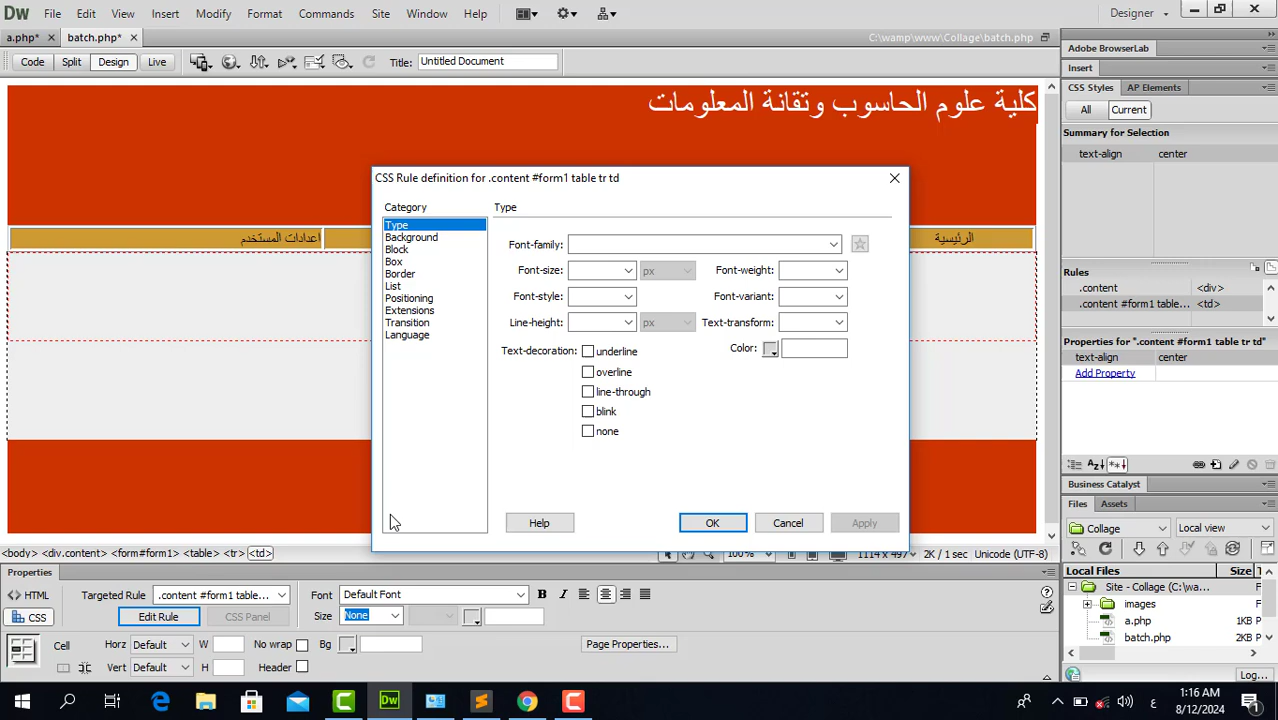 Dw File Edit View Insert Modify Format Commands Site Window Help Designer
a.php* batch.php* C:\wamp\www\Collage\batch.php
Code Split Design Live Title: Untitled Document
كلية علوم الحاسوب وتقانة المعلومات
الرئيسية
اعدادات المستخدم
CSS Rule definition for .content #form1 table tr td
Category
Type
Background
Block
Box
Border
List
Positioning
Extensions
Transition
Language
Type
Font-family:
Font-size: px Font-weight:
Font-style: Font-variant:
Line-height: px Text-transform:
Text-decoration: underline Color:
overline
line-through
blink
none
Help OK Cancel Apply
Adobe BrowserLab
Insert
CSS Styles AP Elements
All Current
Summary for Selection
text-align center
Rules
.content <div>
.content #form1 table... <td>
Properties for ".content #form1 table tr td"
text-align center
Add Property
Business Catalyst
Files Assets
Collage Local view
Local Files Size
Site - Collage (C:\wa...
images
a.php 1KB
batch.php 2KB
Log...
<body> <div.content> <form#form1> <table> <tr> <td> 100% 1114 x 497 2K / 1 sec Unicode (UTF-8)
Properties
HTML Targeted Rule .content #form1 table... Font Default Font B I
CSS Edit Rule CSS Panel Size None
Cell Horz Default W No wrap Bg Page Properties...
Vert Default H Header
Dw ع 1:16 AM
8/12/2024